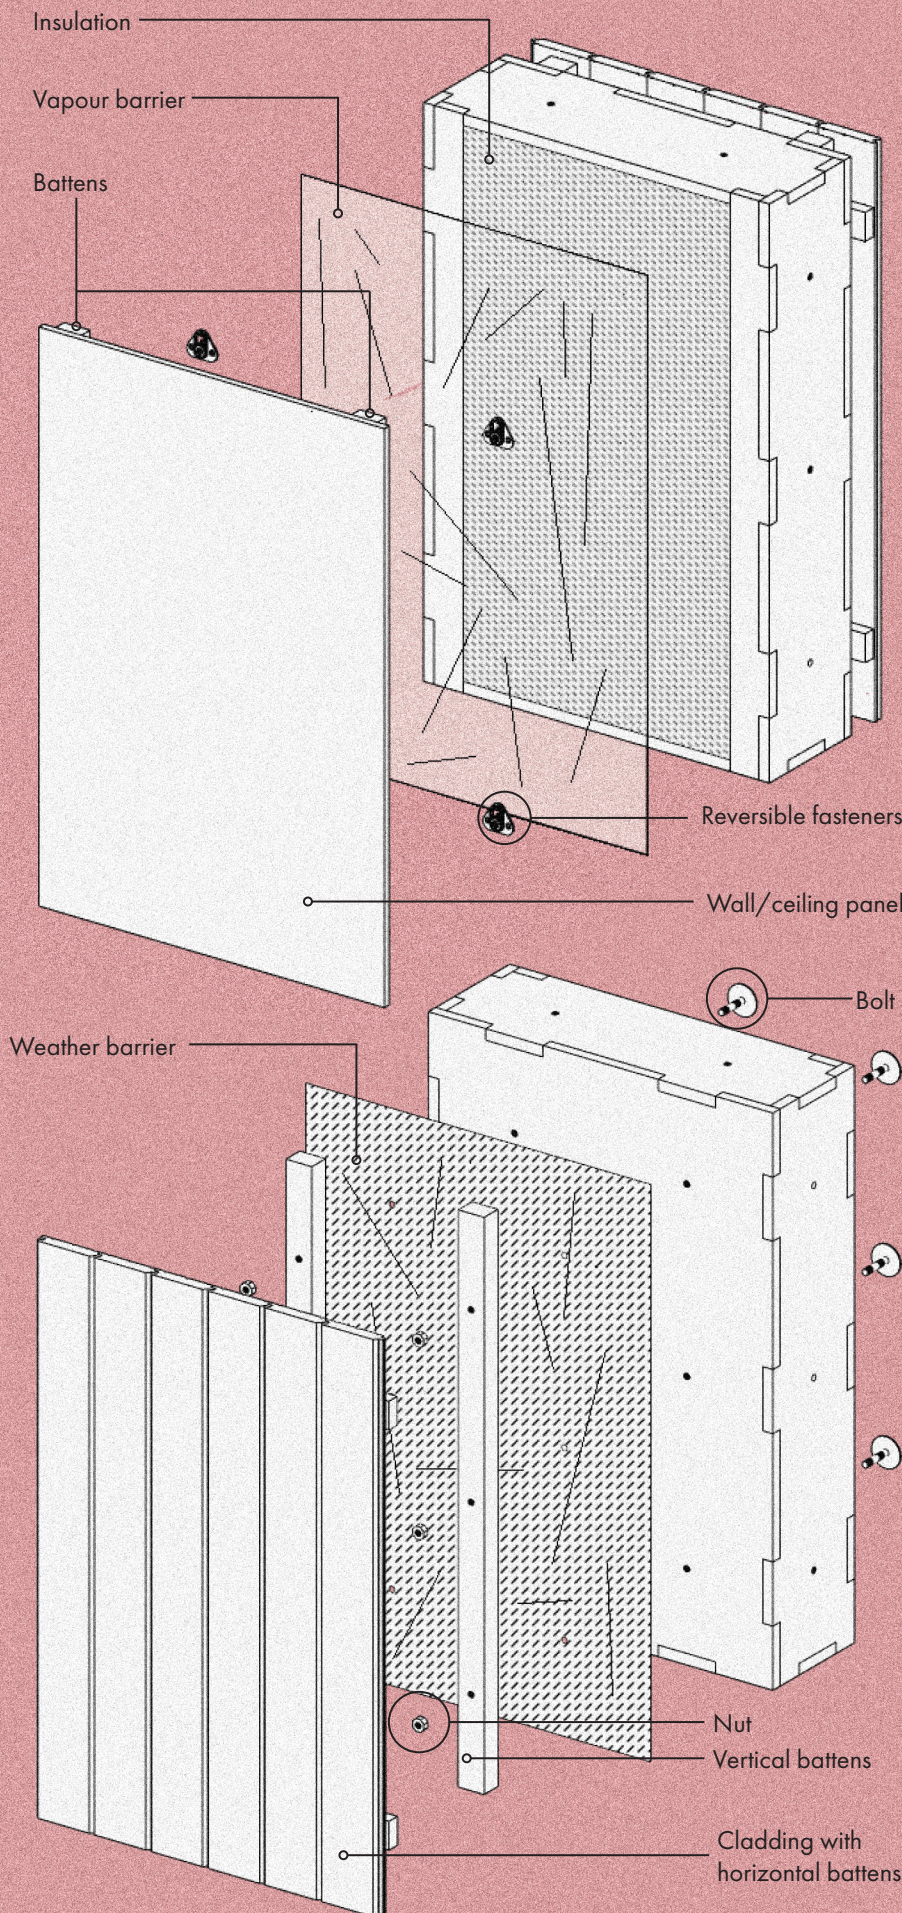 Insulation
Vapour barrier
Battens
Reversible fasteners
Wall/ceiling panel
Bolt
Weather barrier
Nut
Vertical battens
Cladding with
horizontal battens